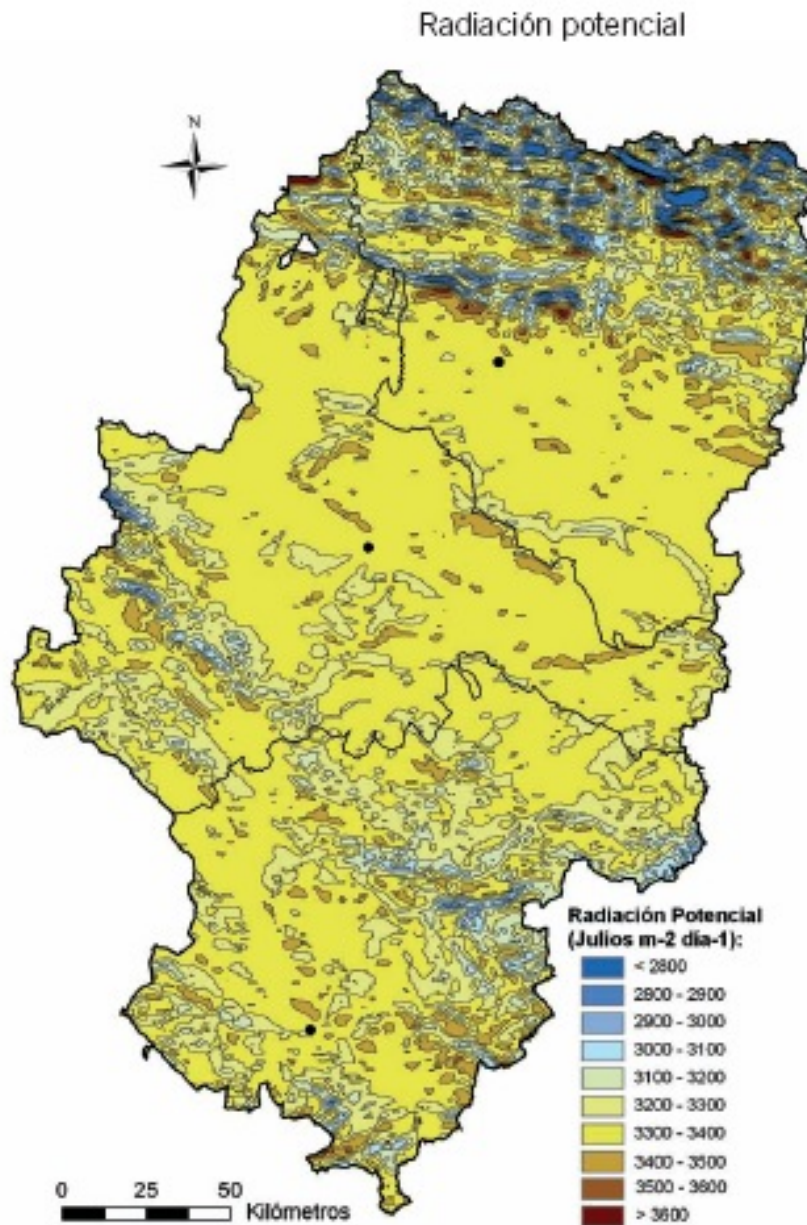 Radiación potencial
N
Radiación Potencial
(Julios m-2 día-1):
< 2800
2800 - 2900
2900 - 3000
3000 - 3100
3100 - 3200
3200 - 3300
3300 - 3400
3400 - 3500
3500 - 3600
> 3600
0 25 50
Kilómetros